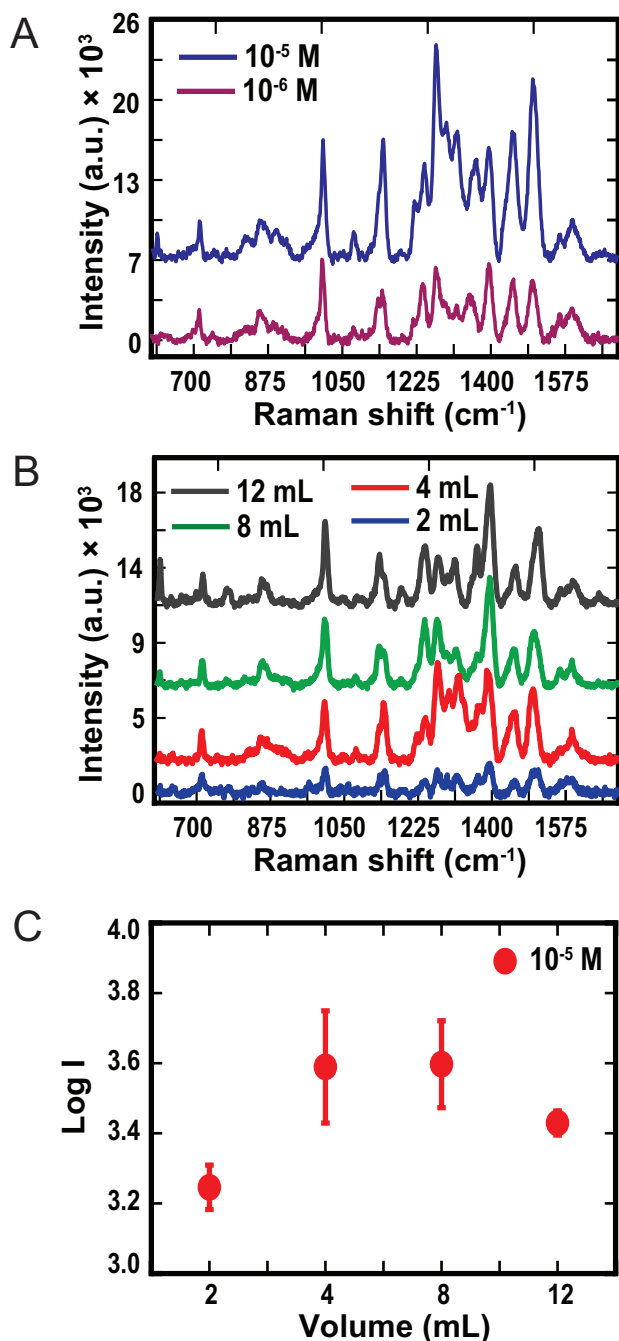 A
Intensity (a.u.) × 10³
26
20
13
7
0
10⁻⁵ M
10⁻⁶ M
700 875 1050 1225 1400 1575
Raman shift (cm⁻¹)
B
Intensity (a.u.) × 10³
18
14
9
5
0
12 mL 4 mL
8 mL 2 mL
700 875 1050 1225 1400 1575
Raman shift (cm⁻¹)
C
Log I
4.0
3.8
3.6
3.4
3.2
3.0
10⁻⁵ M
2 4 8 12
Volume (mL)